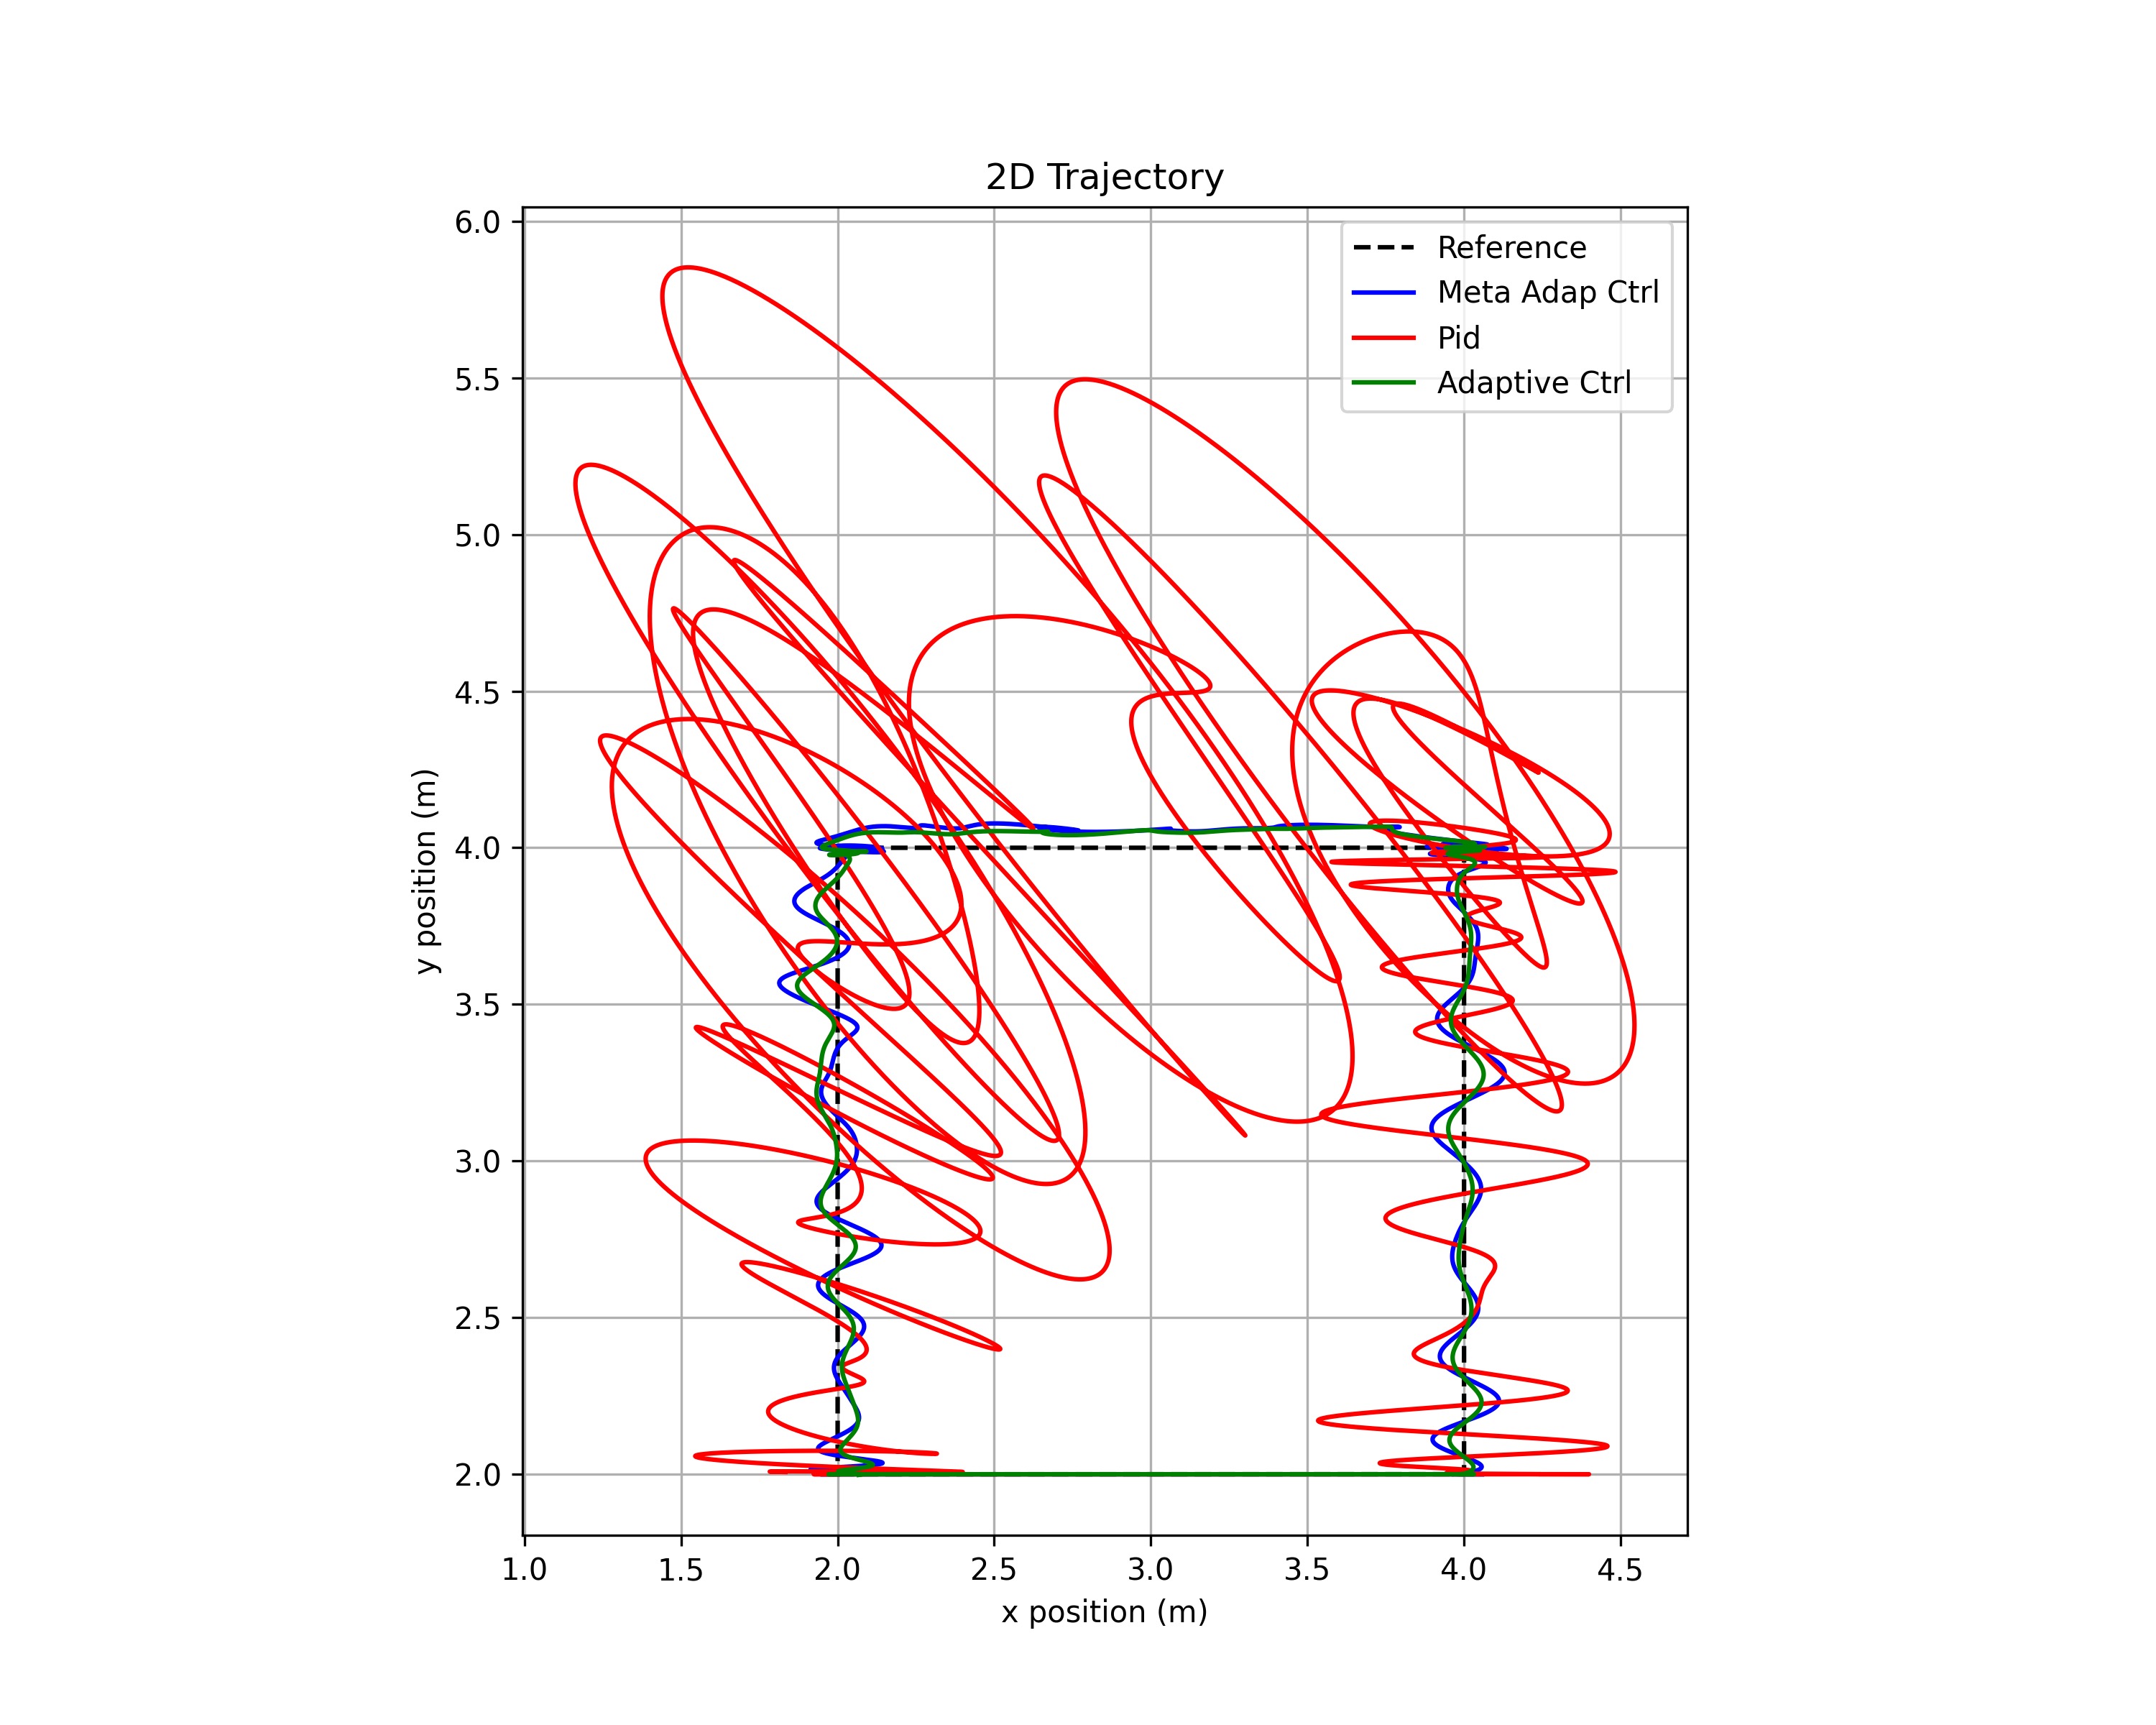 2D Trajectory
Reference
Meta Adap Ctrl
Pid
Adaptive Ctrl
6.0
5.5
5.0
4.5
4.0
3.5
3.0
2.5
2.0
y position (m)
1.0 1.5 2.0 2.5 3.0 3.5 4.0 4.5
x position (m)